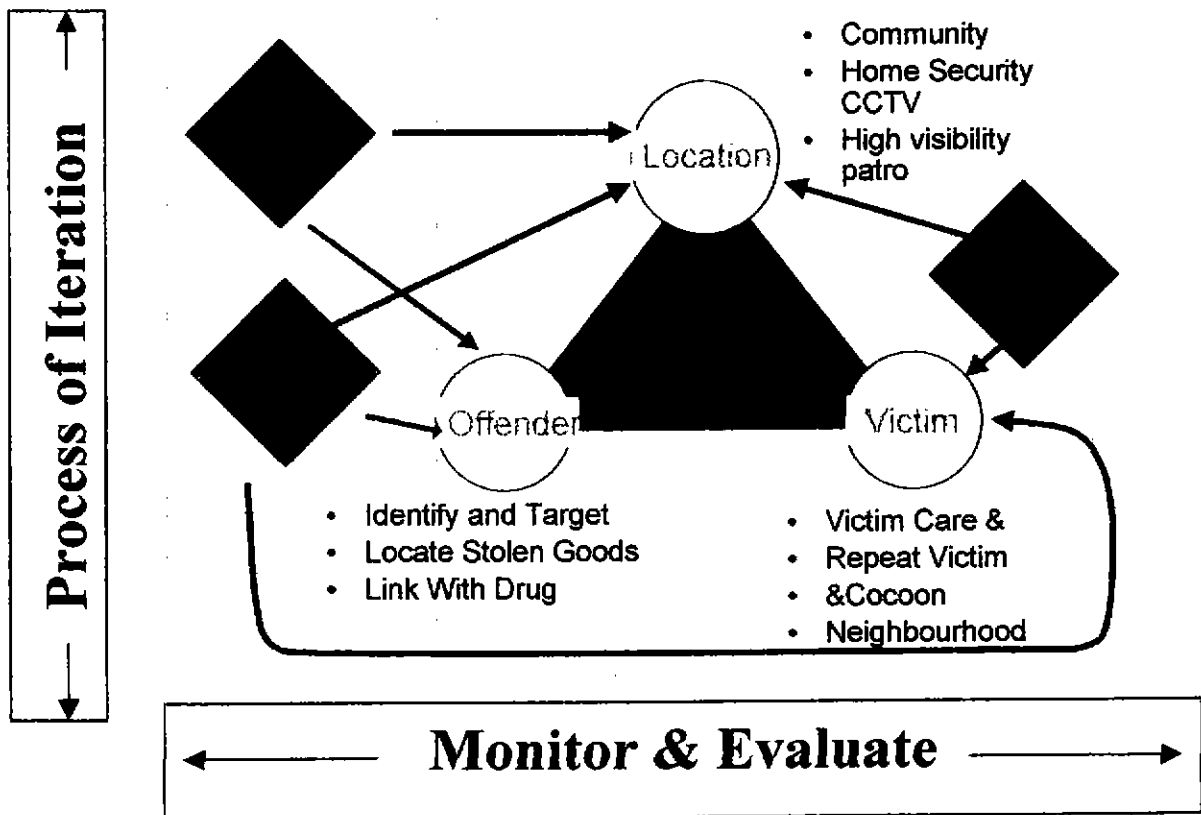 Process of Iteration
• Community
• Home Security
CCTV
• High visibility
patro
Location
Offender
Victim
• Identify and Target
• Locate Stolen Goods
• Link With Drug
• Victim Care &
• Repeat Victim
• &Cocoon
• Neighbourhood
Monitor & Evaluate